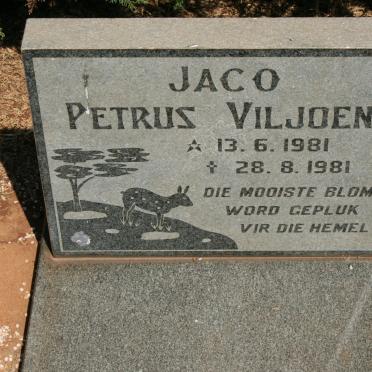 JACO
PETRUS VILJOEN
* 13.6.1981
† 28.8.1981
DIE MOOISTE BLOM
WORD GEPLUK
VIR DIE HEMEL